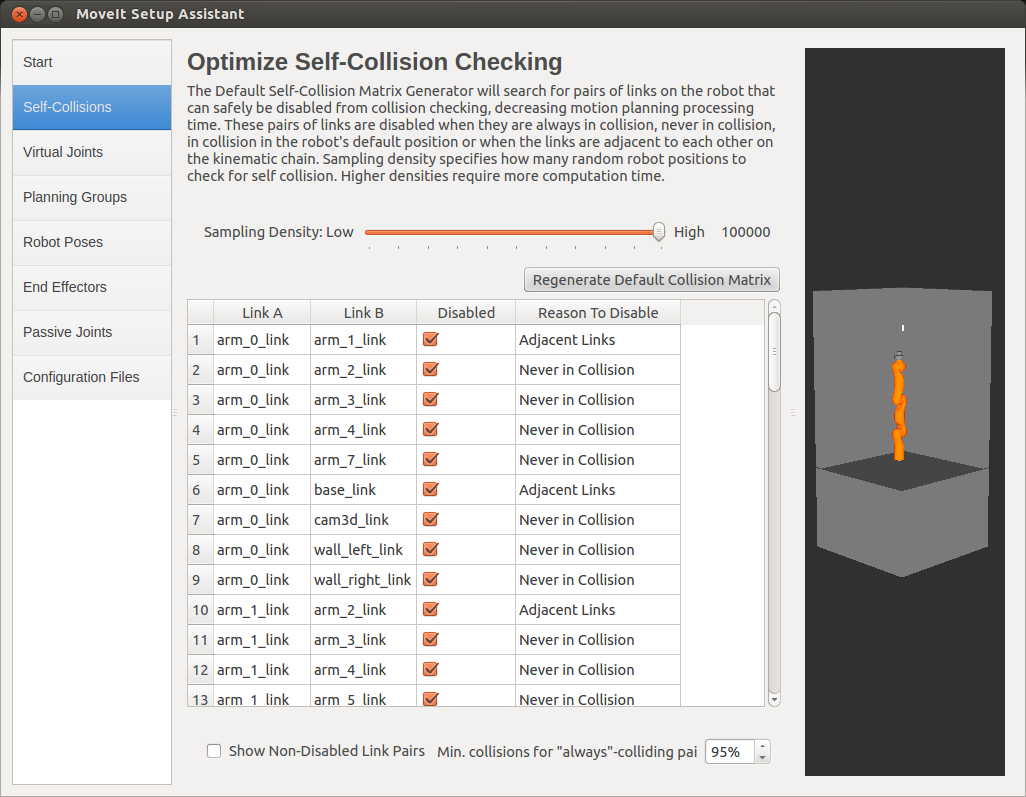 MoveIt Setup Assistant
Start
Self-Collisions
Virtual Joints
Planning Groups
Robot Poses
End Effectors
Passive Joints
Configuration Files
Optimize Self-Collision Checking
The Default Self-Collision Matrix Generator will search for pairs of links on the robot that
can safely be disabled from collision checking, decreasing motion planning processing
time. These pairs of links are disabled when they are always in collision, never in collision,
in collision in the robot's default position or when the links are adjacent to each other on
the kinematic chain. Sampling density specifies how many random robot positions to
check for self collision. Higher densities require more computation time.
Sampling Density: Low High 100000
Regenerate Default Collision Matrix
Link A Link B Disabled Reason To Disable
1 arm_0_link arm_1_link Adjacent Links
2 arm_0_link arm_2_link Never in Collision
3 arm_0_link arm_3_link Never in Collision
4 arm_0_link arm_4_link Never in Collision
5 arm_0_link arm_7_link Never in Collision
6 arm_0_link base_link Adjacent Links
7 arm_0_link cam3d_link Never in Collision
8 arm_0_link wall_left_link Never in Collision
9 arm_0_link wall_right_link Never in Collision
10 arm_1_link arm_2_link Adjacent Links
11 arm_1_link arm_3_link Never in Collision
12 arm_1_link arm_4_link Never in Collision
13 arm_1_link arm_5_link Never in Collision
Show Non-Disabled Link Pairs Min. collisions for "always"-colliding pai 95%